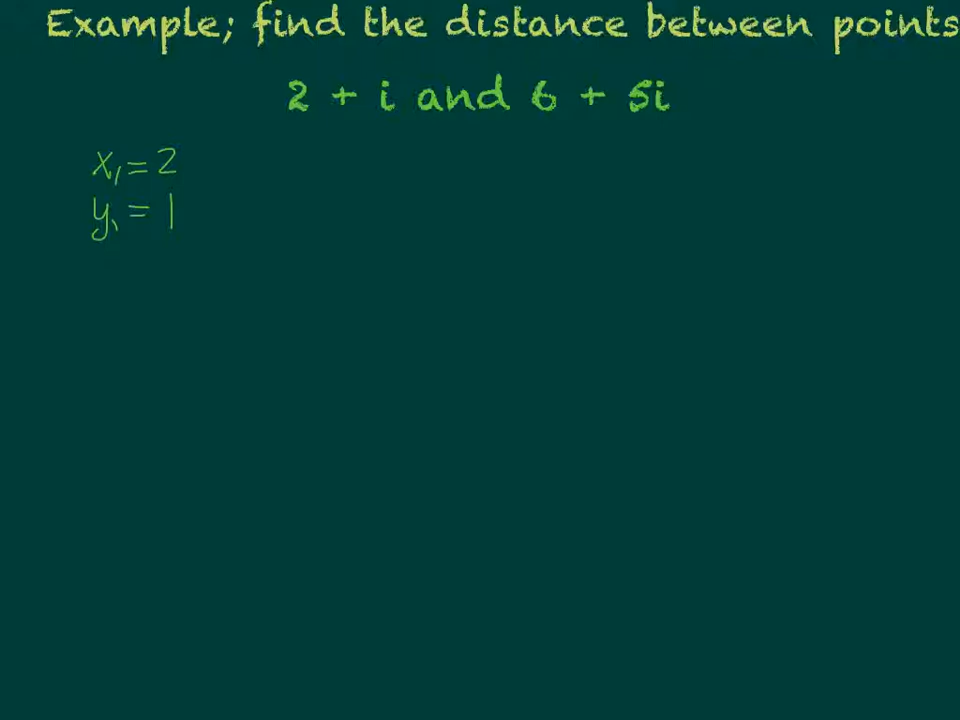 Example; find the distance between points
2 + i and 6 + 5i
x₁ = 2
y₁ = 1